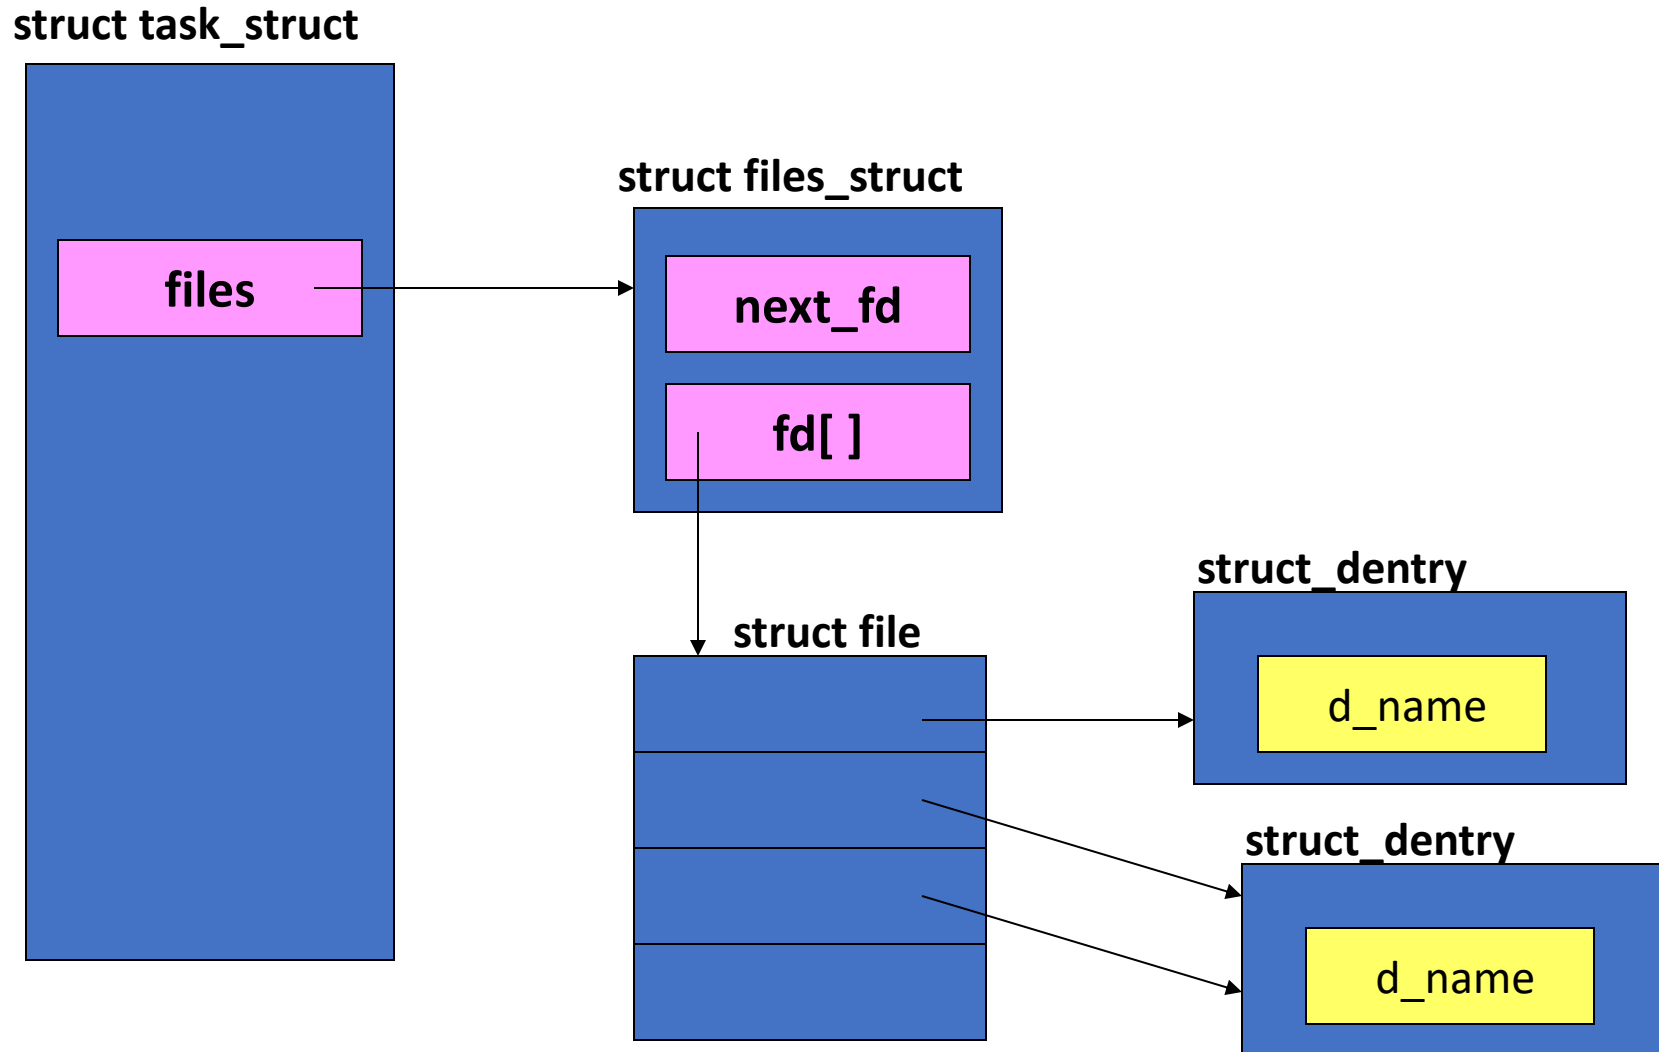 struct task_struct
files
struct files_struct
next_fd
fd[ ]
struct file
struct_dentry
d_name
struct_dentry
d_name